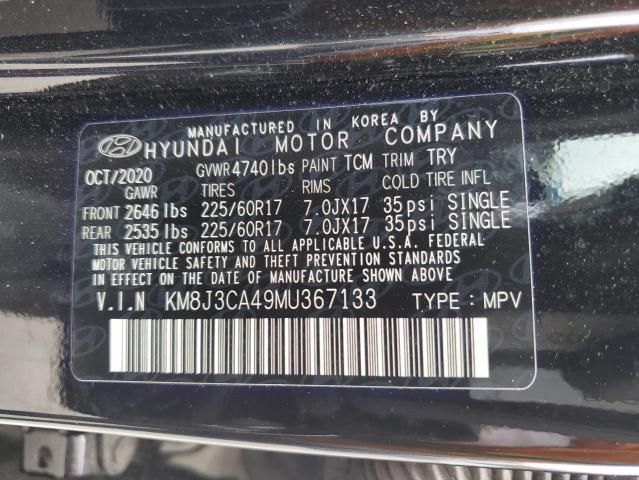 MANUFACTURED IN KOREA BY
HYUNDAI MOTOR COMPANY
OCT/2020 GVWR 4740 lbs PAINT TCM TRIM TRY
GAWR TIRES RIMS COLD TIRE INFL
FRONT 2646 lbs 225/60R17 7.0JX17 35psi SINGLE
REAR 2535 lbs 225/60R17 7.0JX17 35psi SINGLE
THIS VEHICLE CONFORMS TO ALL APPLICABLE U.S.A. FEDERAL
MOTOR VEHICLE SAFETY AND THEFT PREVENTION STANDARDS
IN EFFECT ON THE DATE OF MANUFACTURE SHOWN ABOVE.
V.I.N KM8J3CA49MU367133 TYPE : MPV